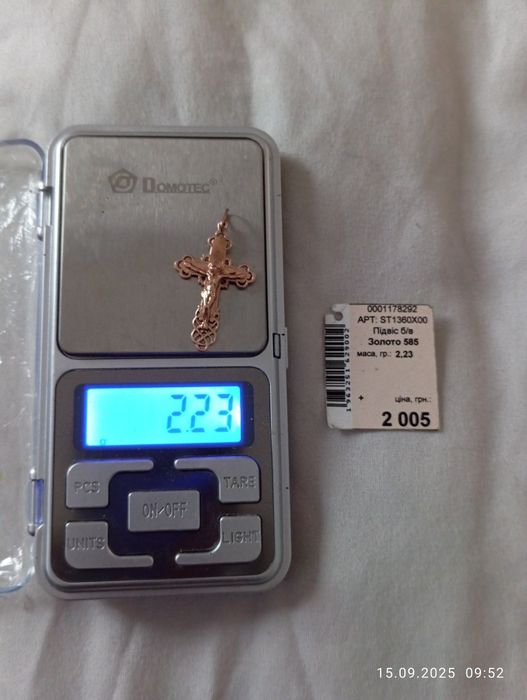 DOMOTEC®
2.23
g
PCS
TARE
ON/OFF
UNITS
LIGHT
0001178292
АРТ: ST1360X00
Підвіс б/в
Золото 585
маса, гр.: 2,23
+ ціна, грн.:
2 005
15.09.2025 09:52